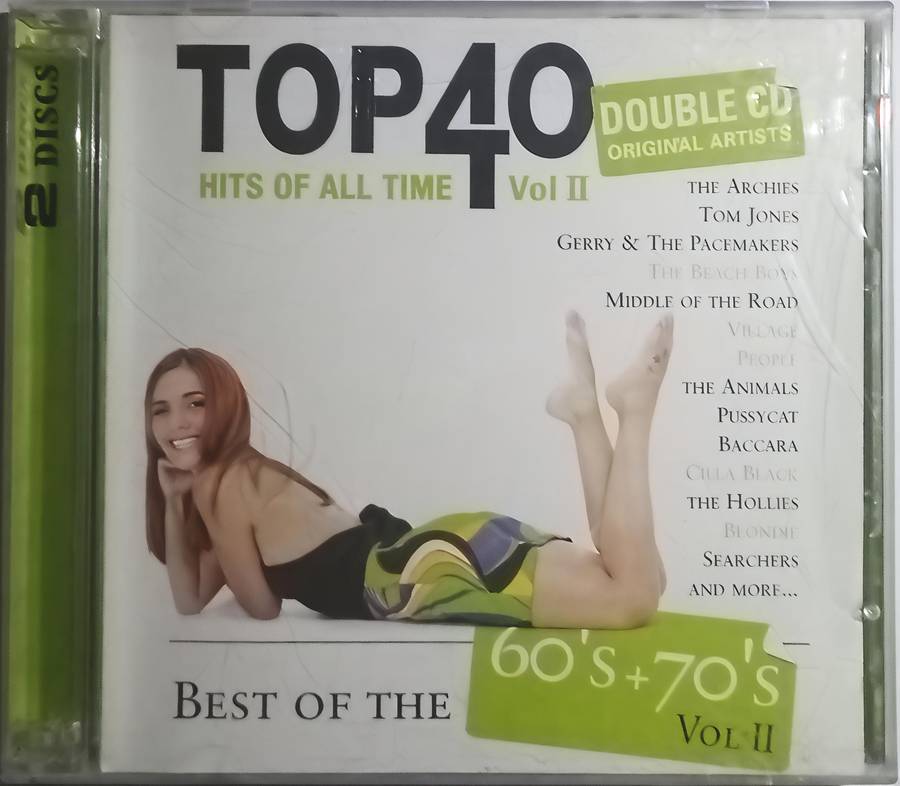 2 DISCS
TOP40
DOUBLE CD
ORIGINAL ARTISTS
HITS OF ALL TIME Vol II
THE ARCHIES
TOM JONES
GERRY & THE PACEMAKERS
THE BEACH BOYS
MIDDLE OF THE ROAD
VILLAGE
PEOPLE
THE ANIMALS
PUSSYCAT
BACCARA
CILLA BLACK
THE HOLLIES
BLONDIE
SEARCHERS
AND MORE...
60's + 70's
BEST OF THE
VOL II